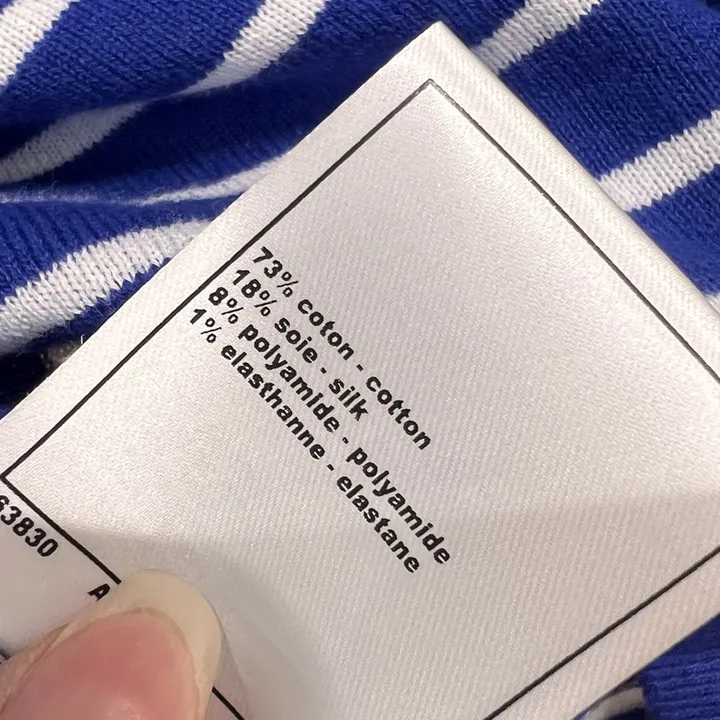 73% coton - cotton
18% soie - silk
8% polyamide - polyamide
1% elasthanne - elastane
63830
A